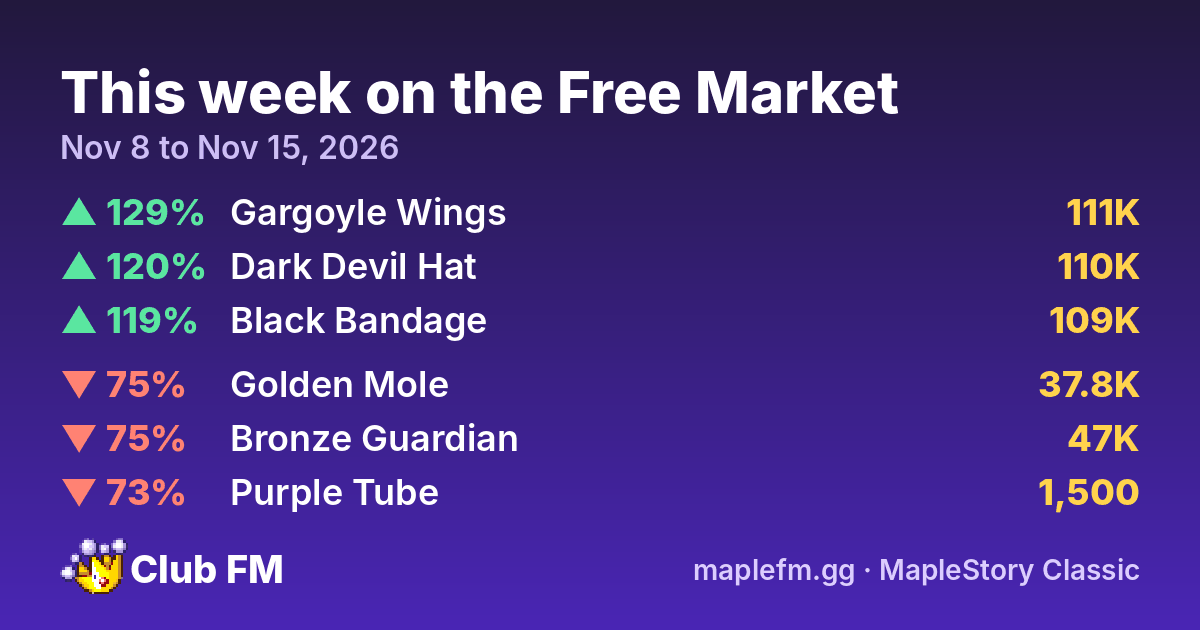 This week on the Free Market
Nov 8 to Nov 15, 2026
▲ 129% Gargoyle Wings 111K
▲ 120% Dark Devil Hat 110K
▲ 119% Black Bandage 109K
▼ 75% Golden Mole 37.8K
▼ 75% Bronze Guardian 47K
▼ 73% Purple Tube 1,500
Club FM
maplefm.gg · MapleStory Classic